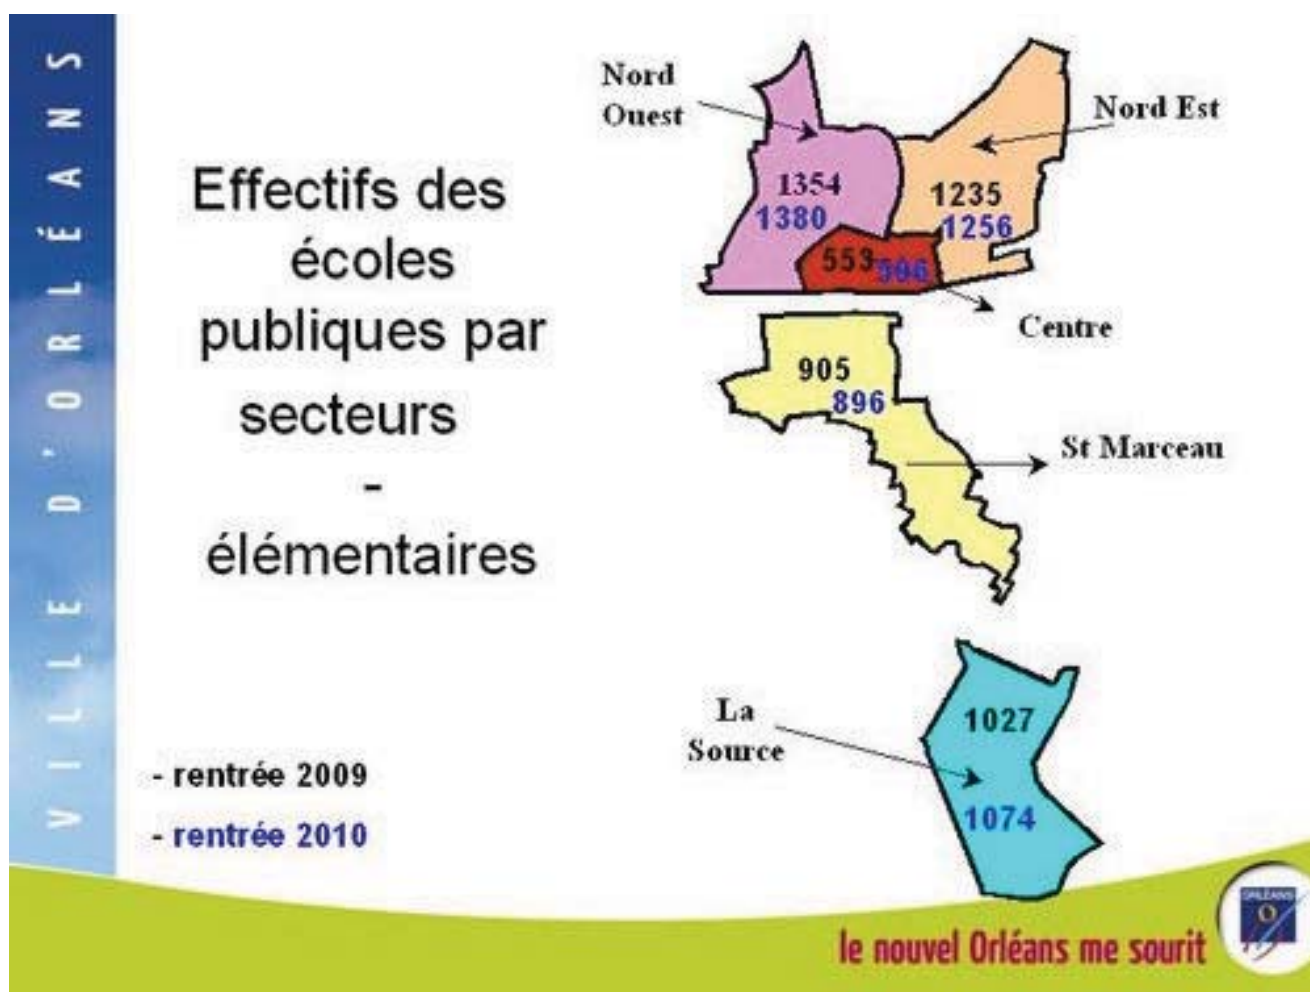 VILLE D'ORLÉANS
Effectifs des
écoles
publiques par
secteurs
-
élémentaires
- rentrée 2009
- rentrée 2010
Nord
Ouest
Nord Est
1354
1380
1235
1256
553
Centre
905
896
St Marceau
La
Source
1027
1074
le nouvel Orléans me sourit
ORLÉANS